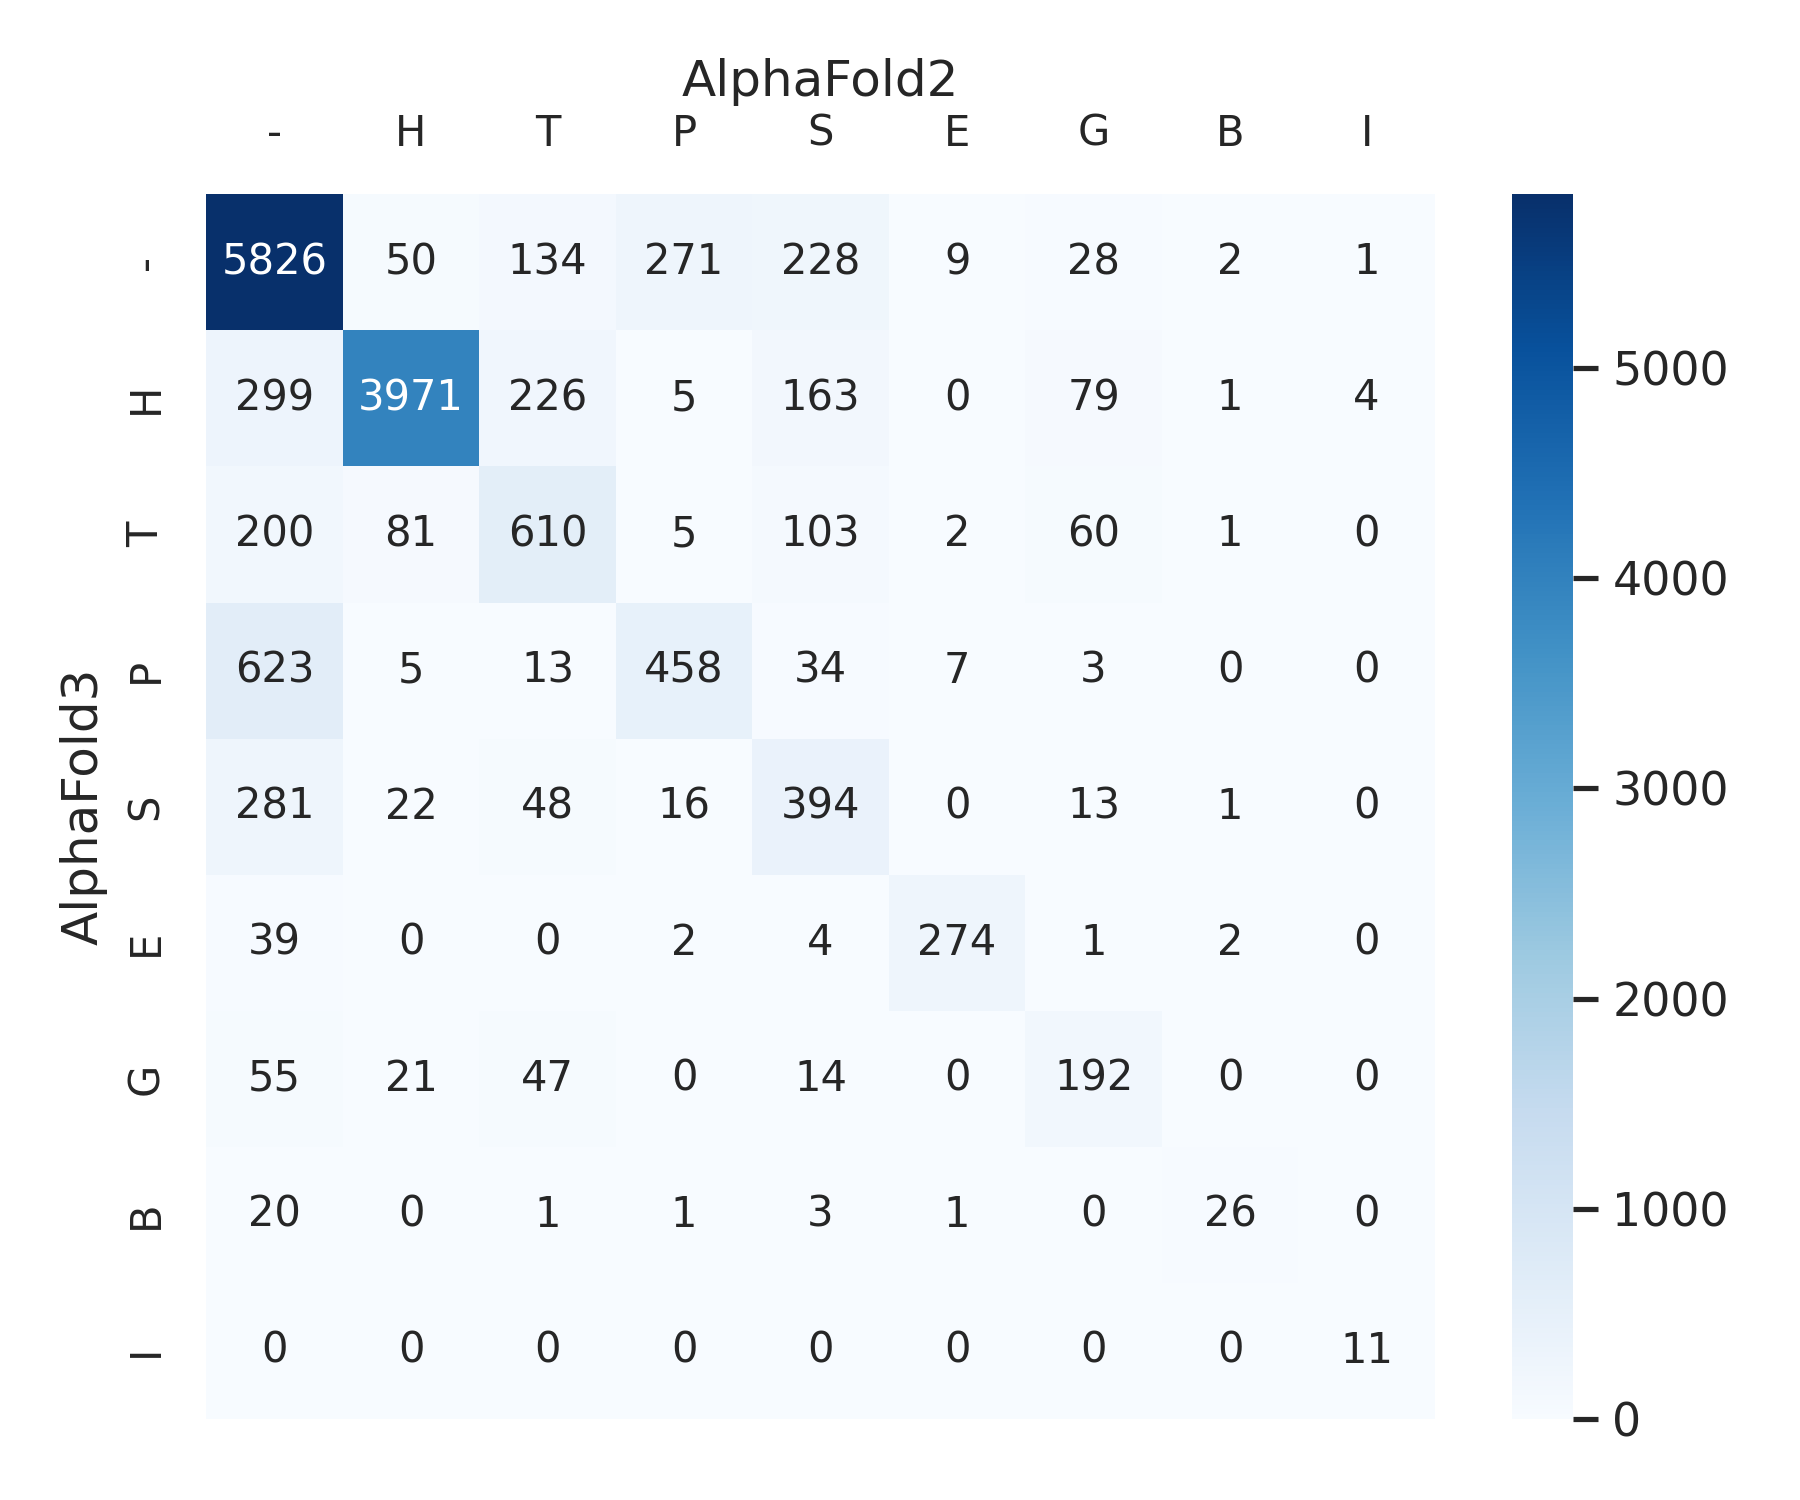 AlphaFold2
- H T P S E G B I
- 5826 50 134 271 228 9 28 2 1
H 299 3971 226 5 163 0 79 1 4
T 200 81 610 5 103 2 60 1 0
P 623 5 13 458 34 7 3 0 0
S 281 22 48 16 394 0 13 1 0
E 39 0 0 2 4 274 1 2 0
G 55 21 47 0 14 0 192 0 0
B 20 0 1 1 3 1 0 26 0
I 0 0 0 0 0 0 0 0 11
AlphaFold3
5000
4000
3000
2000
1000
0